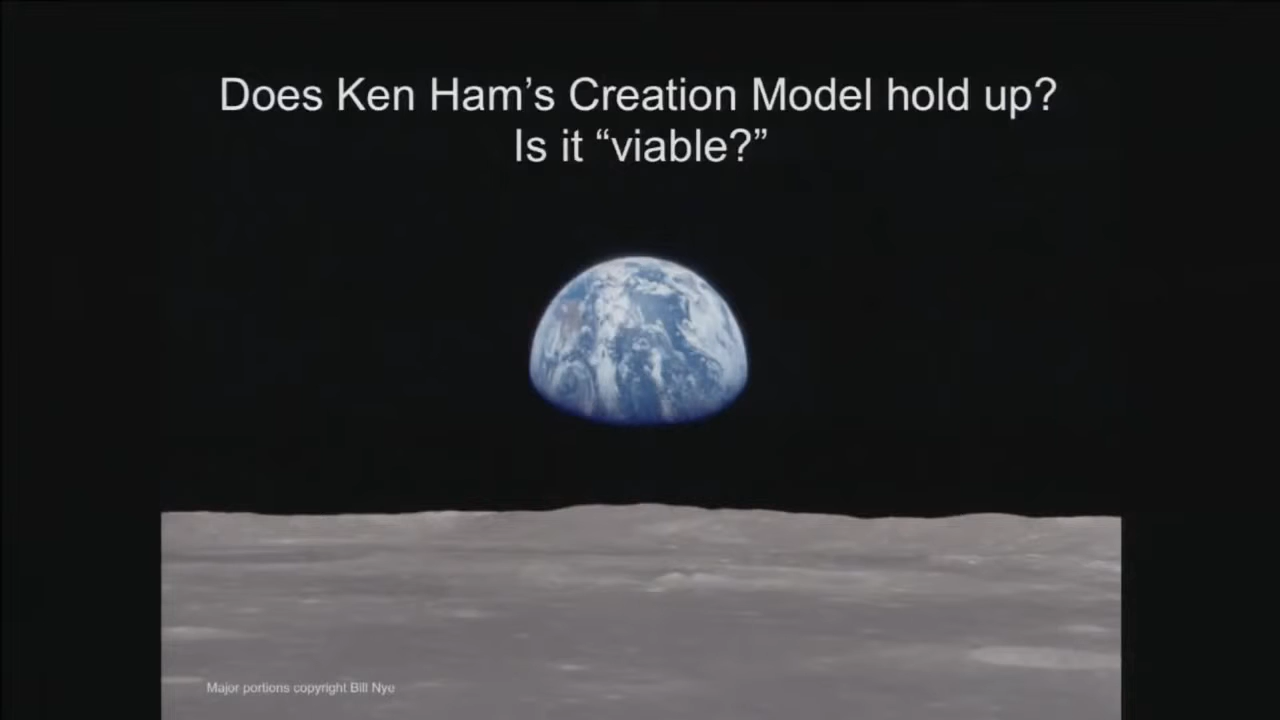 Does Ken Ham’s Creation Model hold up?
Is it “viable?”
Major portions copyright Bill Nye